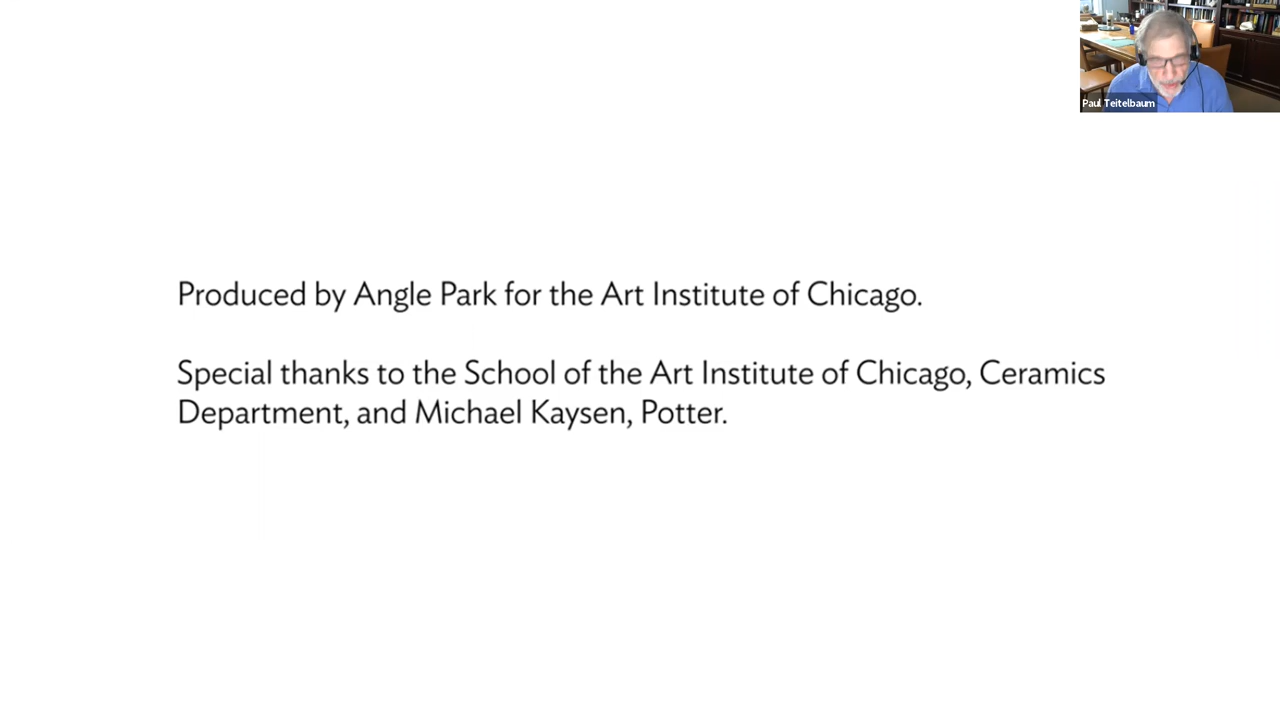 Paul Teitelbaum
Produced by Angle Park for the Art Institute of Chicago.
Special thanks to the School of the Art Institute of Chicago, Ceramics
Department, and Michael Kaysen, Potter.